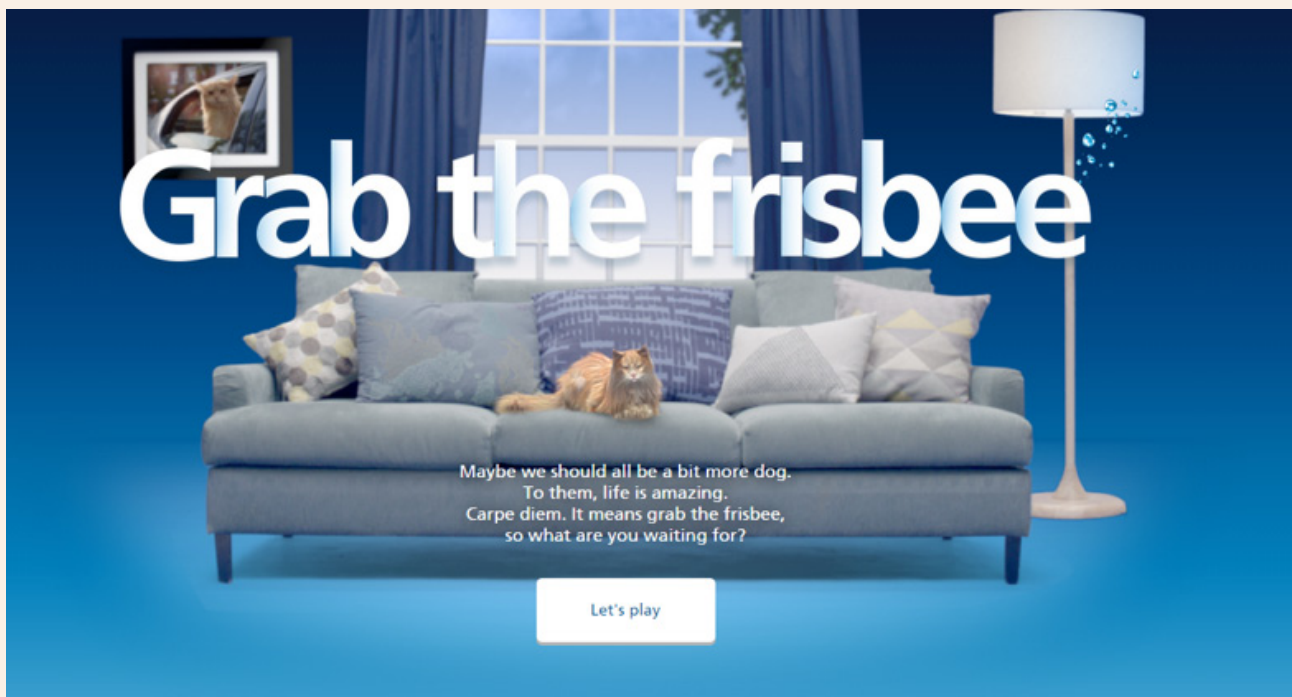 Grab the frisbee
Maybe we should all be a bit more dog.
To them, life is amazing.
Carpe diem. It means grab the frisbee,
so what are you waiting for?
Let's play